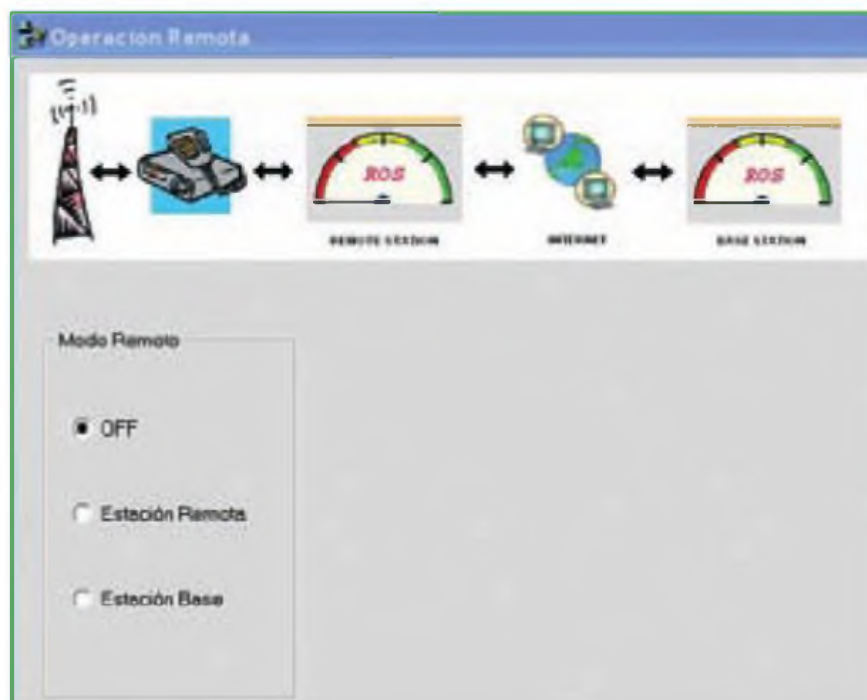 Operacion Remota
ROS
ROS
REMOTE STATION
INTERNET
BASE STATION
Modo Remoto
OFF
Estación Remota
Estación Base